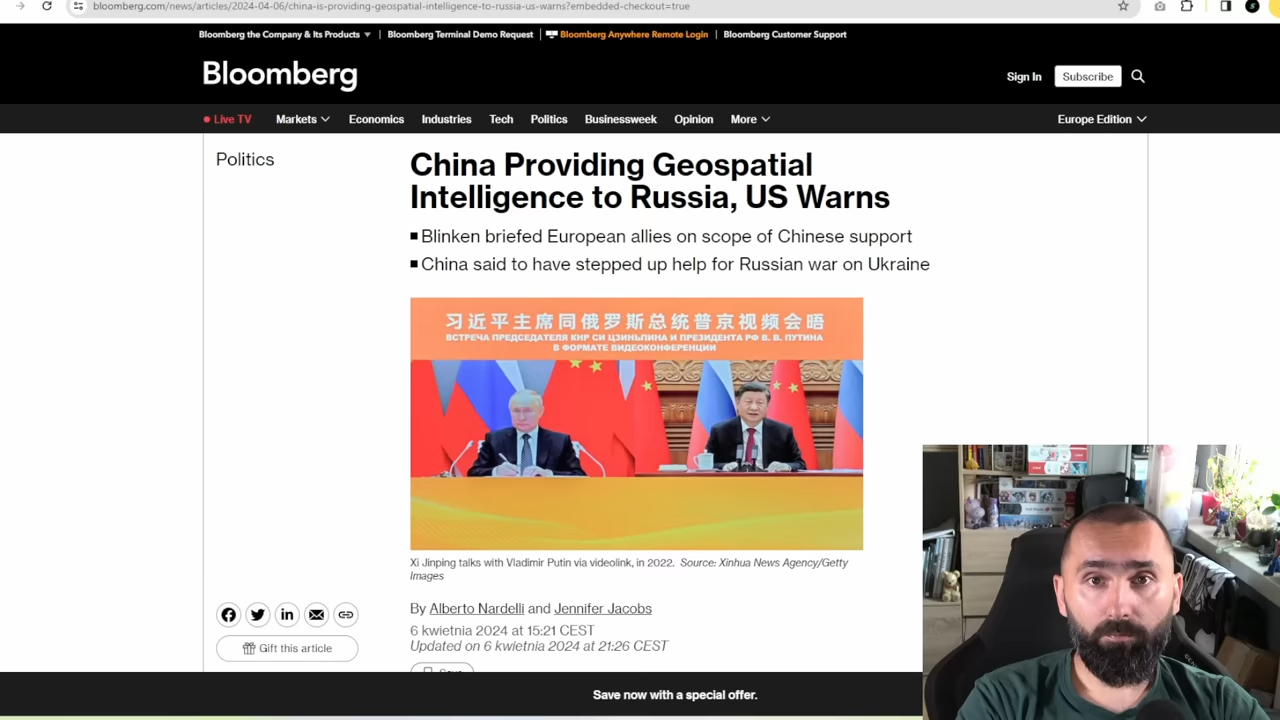 bloomberg.com/news/articles/2024-04-06/china-is-providing-geospatial-intelligence-to-russia-us-warns?embedded-checkout=true
Bloomberg the Company & Its Products
Bloomberg Terminal Demo Request
Bloomberg Anywhere Remote Login
Bloomberg Customer Support
Bloomberg
Sign In
Subscribe
Live TV
Markets
Economics
Industries
Tech
Politics
Businessweek
Opinion
More
Europe Edition
Politics
China Providing Geospatial
Intelligence to Russia, US Warns
Blinken briefed European allies on scope of Chinese support
China said to have stepped up help for Russian war on Ukraine
习近平主席同俄罗斯总统普京视频会晤
ВСТРЕЧА ПРЕДСЕДАТЕЛЯ КНР СИ ЦЗИНЬПИНА И ПРЕЗИДЕНТА РФ В. В. ПУТИНА
В ФОРМАТЕ ВИДЕОКОНФЕРЕНЦИИ
Xi Jinping talks with Vladimir Putin via videolink, in 2022. Source: Xinhua News Agency/Getty
Images
By Alberto Nardelli and Jennifer Jacobs
6 kwietnia 2024 at 15:21 CEST
Updated on 6 kwietnia 2024 at 21:26 CEST
Gift this article
Save now with a special offer.